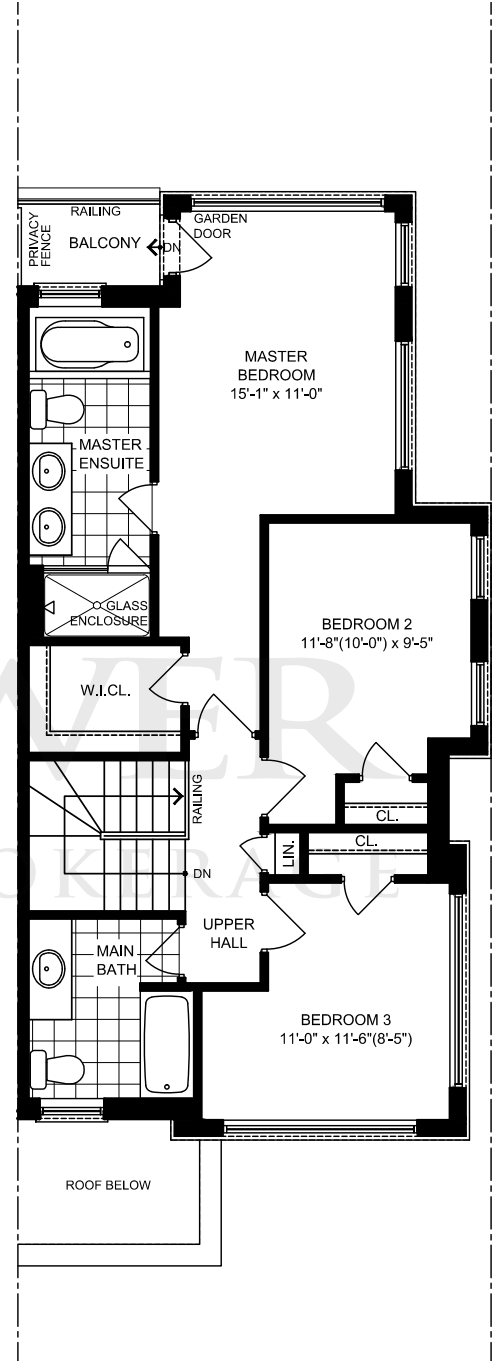 RAILING
PRIVACY
FENCE
BALCONY
DN
GARDEN
DOOR
MASTER
BEDROOM
15'-1" x 11'-0"
MASTER
ENSUITE
GLASS
ENCLOSURE
BEDROOM 2
11'-8"(10'-0") x 9'-5"
W.I.CL.
WER
RAILING
CL.
LIN.
CL.
DN
OKERAGE
UPPER
HALL
MAIN
BATH
BEDROOM 3
11'-0" x 11'-6"(8'-5")
ROOF BELOW